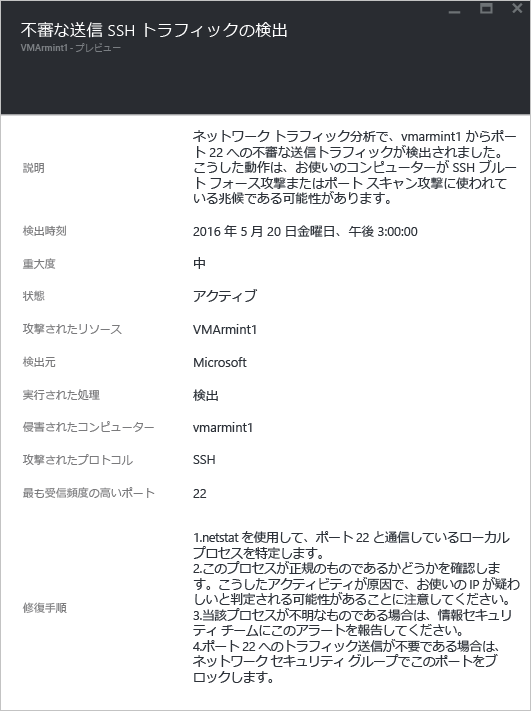 不審な送信 SSH トラフィックの検出
VMArmint1 - プレビュー
説明
ネットワーク トラフィック分析で、vmarmint1 からポー
ト 22 への不審な送信トラフィックが検出されました。
こうした動作は、お使いのコンピューターが SSH ブルー
ト フォース攻撃またはポート スキャン攻撃に使われて
いる兆候である可能性があります。
検出時刻
2016 年 5 月 20 日金曜日、午後 3:00:00
重大度
中
状態
アクティブ
攻撃されたリソース
VMArmint1
検出元
Microsoft
実行された処理
検出
侵害されたコンピューター
vmarmint1
攻撃されたプロトコル
SSH
最も受信頻度の高いポート
22
修復手順
1.netstat を使用して、ポート 22 と通信しているローカル
プロセスを特定します。
2.このプロセスが正規のものであるかどうかを確認しま
す。こうしたアクティビティが原因で、お使いの IP が疑わ
しいと判定される可能性があることに注意してください。
3.当該プロセスが不明なものである場合は、情報セキュリ
ティ チームにこのアラートを報告してください。
4.ポート 22 へのトラフィック送信が不要である場合は、
ネットワーク セキュリティ グループでこのポートをブ
ロックします。